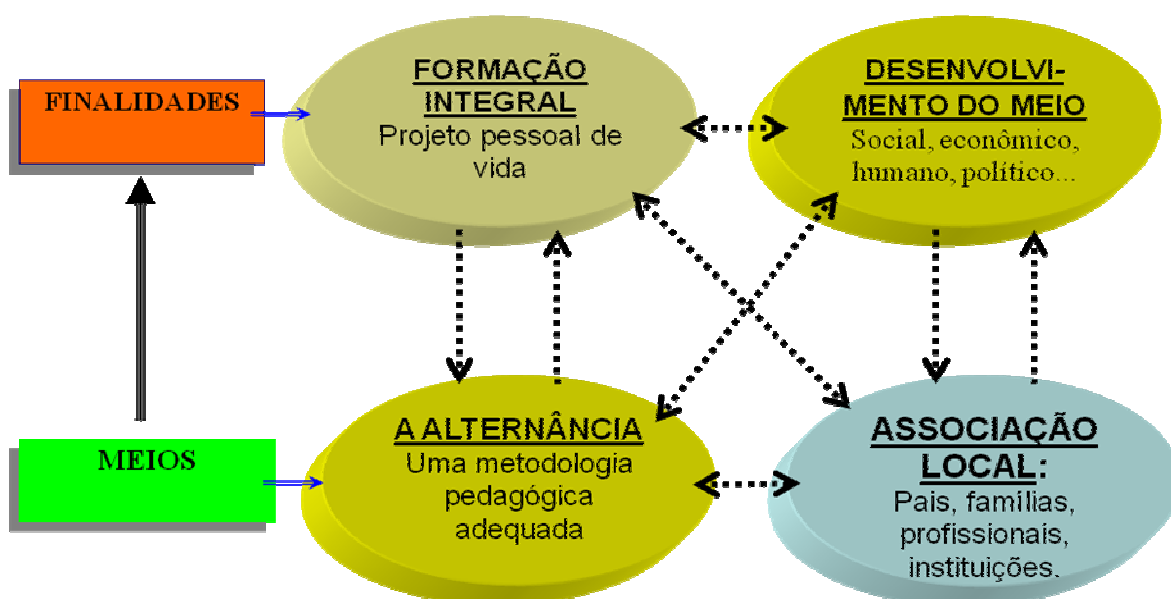 FINALIDADES
FORMAÇÃO
INTEGRAL
Projeto pessoal de
vida
DESENVOLVI-
MENTO DO MEIO
Social, econômico,
humano, político...
MEIOS
A ALTERNÂNCIA
Uma metodologia
pedagógica
adequada
ASSOCIAÇÃO
LOCAL:
Pais, famílias,
profissionais,
instituições.